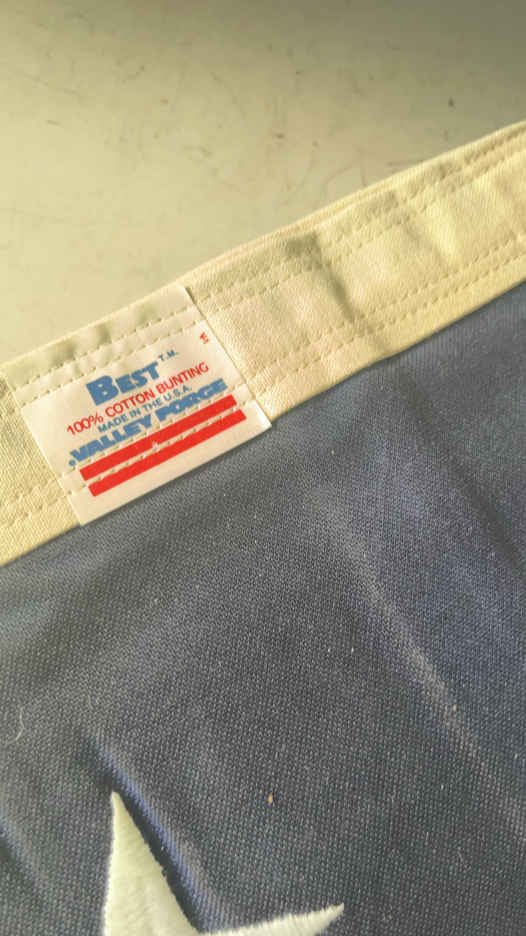 BEST T.M.
100% COTTON BUNTING
MADE IN THE U.S.A.
VALLEY FORGE